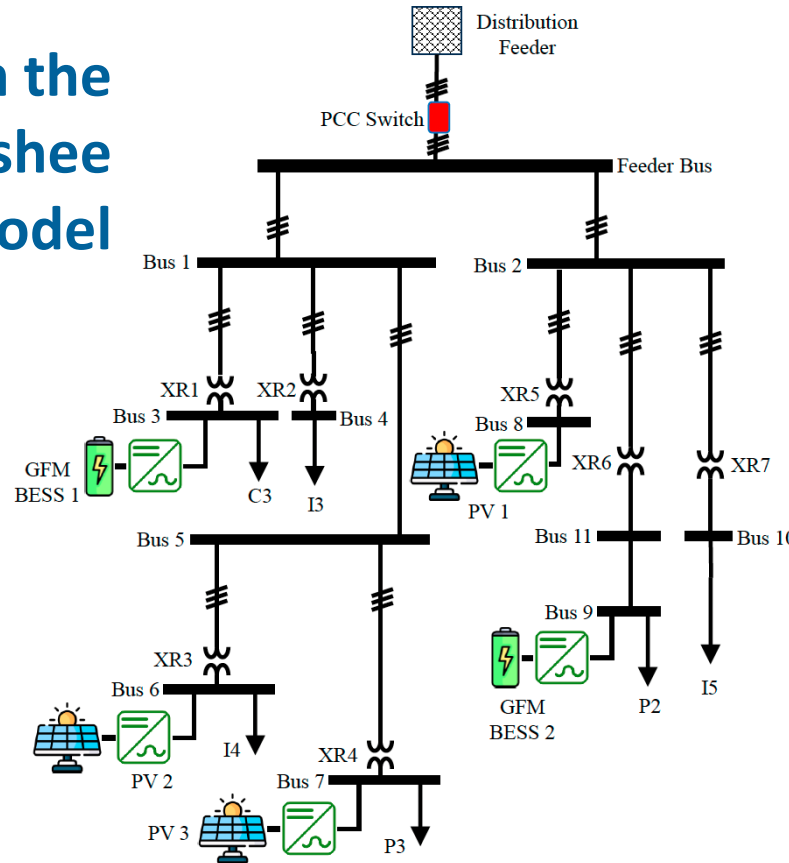 n the
shee
odel
Distribution
Feeder
PCC Switch
Feeder Bus
Bus 1
Bus 2
XR1
XR2
XR5
Bus 3
Bus 4
Bus 8
GFM
BESS 1
C3
I3
PV 1
XR6
XR7
Bus 5
Bus 11
Bus 10
Bus 9
XR3
Bus 6
GFM
BESS 2
P2
I5
I4
PV 2
XR4
Bus 7
PV 3
P3